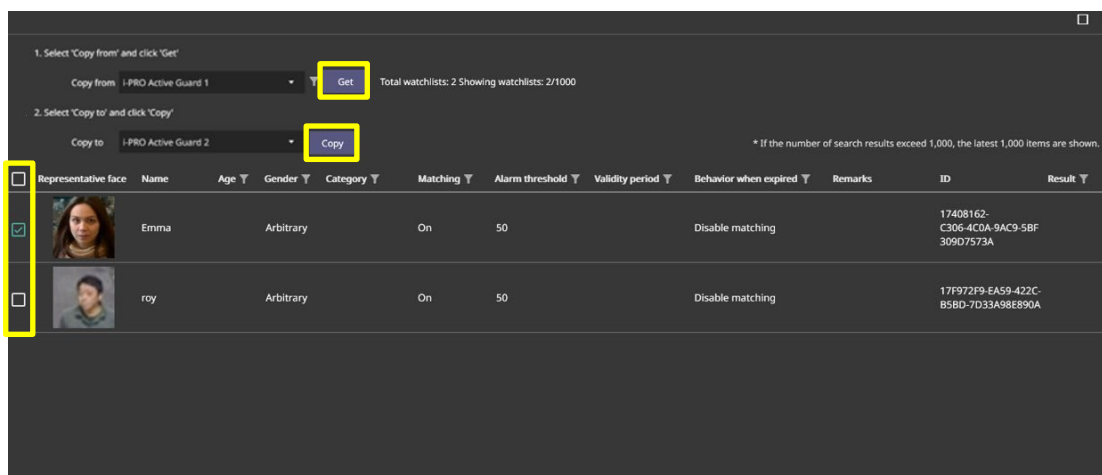 1. Select 'Copy from' and click 'Get'
Copy from i-PRO Active Guard 1 Get Total watchlists: 2 Showing watchlists: 2/1000
2. Select 'Copy to' and click 'Copy'
Copy to i-PRO Active Guard 2 Copy * If the number of search results exceed 1,000, the latest 1,000 items are shown.
Representative face Name Age Gender Category Matching Alarm threshold Validity period Behavior when expired Remarks ID Result
Emma Arbitrary On 50 Disable matching 17408162-
C306-4C0A-9AC9-5BF
309D7573A
roy Arbitrary On 50 Disable matching 17F972F9-EA59-422C-
B5BD-7D33A98E890A